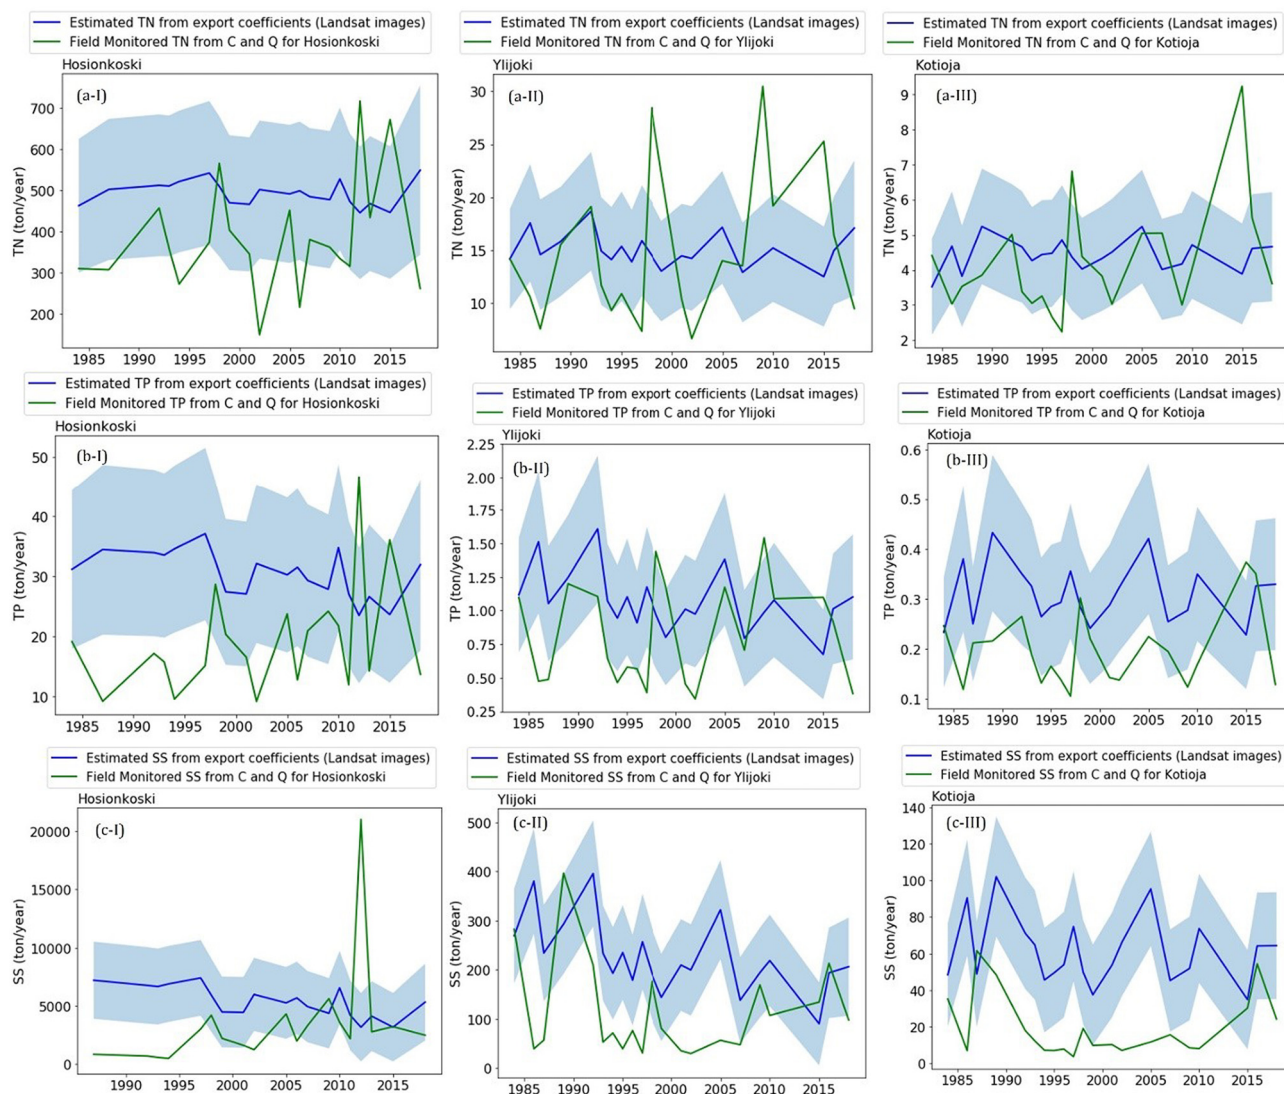 Estimated TN from export coefficients (Landsat images)
Field Monitored TN from C and Q for Hosionkoski
Hosionkoski
(a-I)
TN (ton/year)
700
600
500
400
300
200
1985 1990 1995 2000 2005 2010 2015
Estimated TN from export coefficients (Landsat images)
Field Monitored TN from C and Q for Ylijoki
Ylijoki
(a-II)
TN (ton/year)
30
25
20
15
10
1985 1990 1995 2000 2005 2010 2015
Estimated TN from export coefficients (Landsat images)
Field Monitored TN from C and Q for Kotioja
Kotioja
(a-III)
TN (ton/year)
9
8
7
6
5
4
3
2
1985 1990 1995 2000 2005 2010 2015
Estimated TP from export coefficients (Landsat images)
Field Monitored TP from C and Q for Hosionkoski
Hosionkoski
(b-I)
TP (ton/year)
50
40
30
20
10
1985 1990 1995 2000 2005 2010 2015
Estimated TP from export coefficients (Landsat images)
Field Monitored TP from C and Q for Ylijoki
Ylijoki
(b-II)
TP (ton/year)
2.25
2.00
1.75
1.50
1.25
1.00
0.75
0.50
0.25
1985 1990 1995 2000 2005 2010 2015
Estimated TP from export coefficients (Landsat images)
Field Monitored TP from C and Q for Kotioja
Kotioja
(b-III)
TP (ton/year)
0.6
0.5
0.4
0.3
0.2
0.1
1985 1990 1995 2000 2005 2010 2015
Estimated SS from export coefficients (Landsat images)
Field Monitored SS from C and Q for Hosionkoski
Hosionkoski
(c-I)
SS (ton/year)
20000
15000
10000
5000
0
1990 1995 2000 2005 2010 2015
Estimated SS from export coefficients (Landsat images)
Field Monitored SS from C and Q for Ylijoki
Ylijoki
(c-II)
SS (ton/year)
500
400
300
200
100
0
1985 1990 1995 2000 2005 2010 2015
Estimated SS from export coefficients (Landsat images)
Field Monitored SS from C and Q for Kotioja
Kotioja
(c-III)
SS (ton/year)
140
120
100
80
60
40
20
0
1985 1990 1995 2000 2005 2010 2015